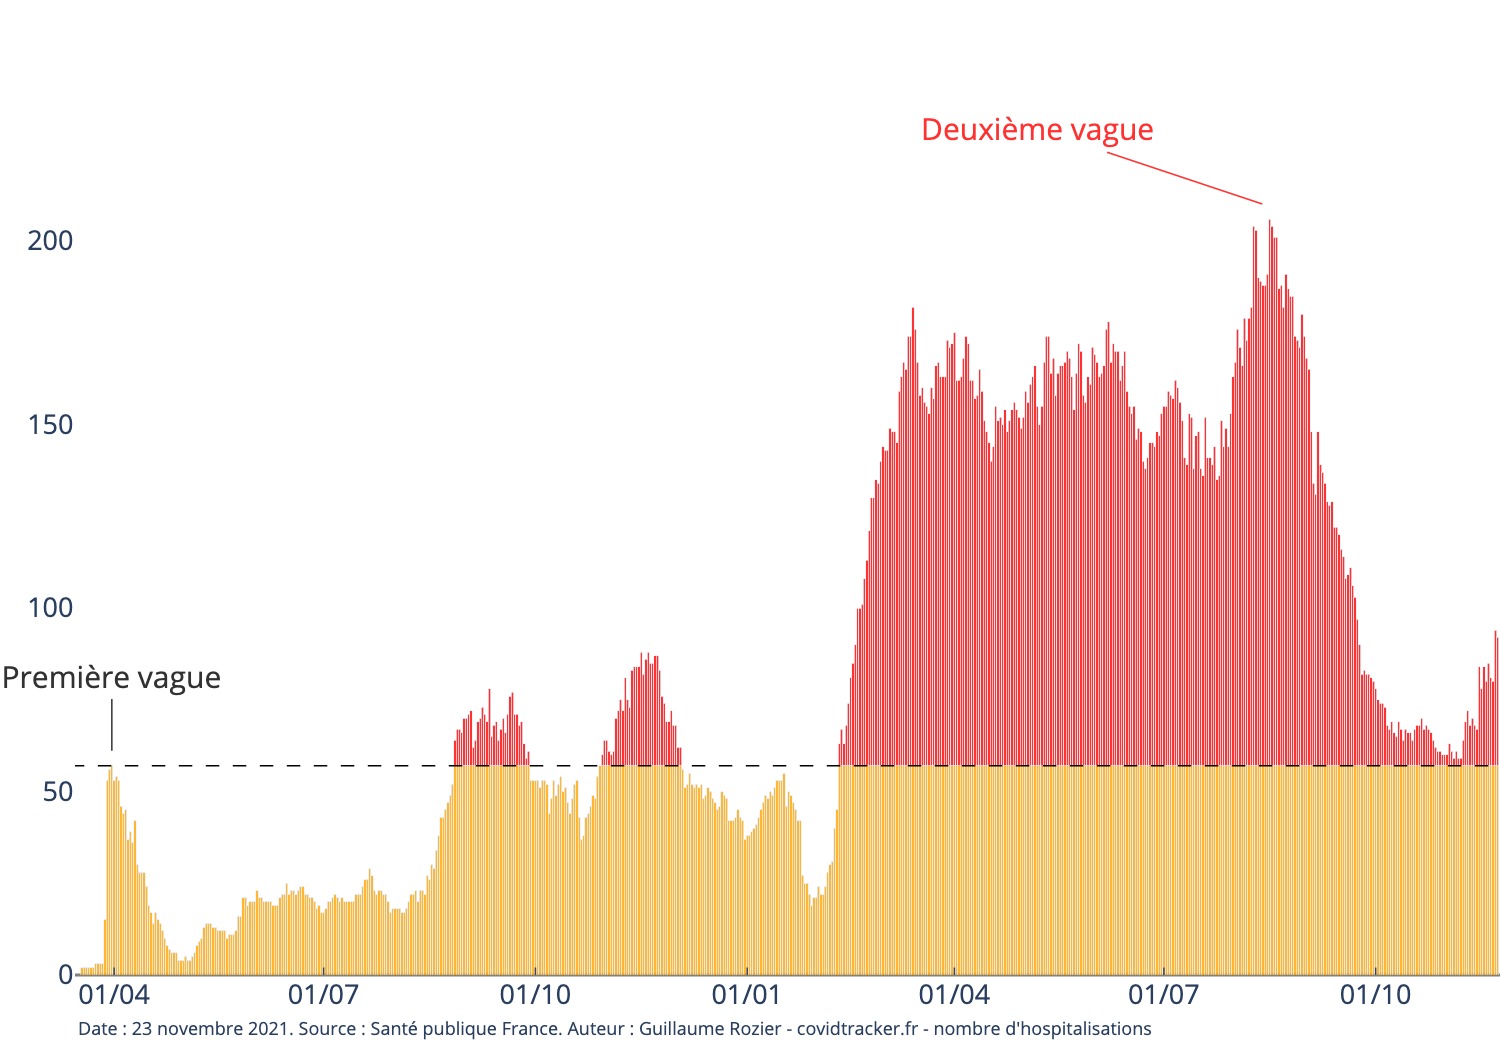 Deuxième vague
200
150
100
Première vague
50
0
01/04 01/07 01/10 01/01 01/04 01/07 01/10
Date : 23 novembre 2021. Source : Santé publique France. Auteur : Guillaume Rozier - covidtracker.fr - nombre d'hospitalisations